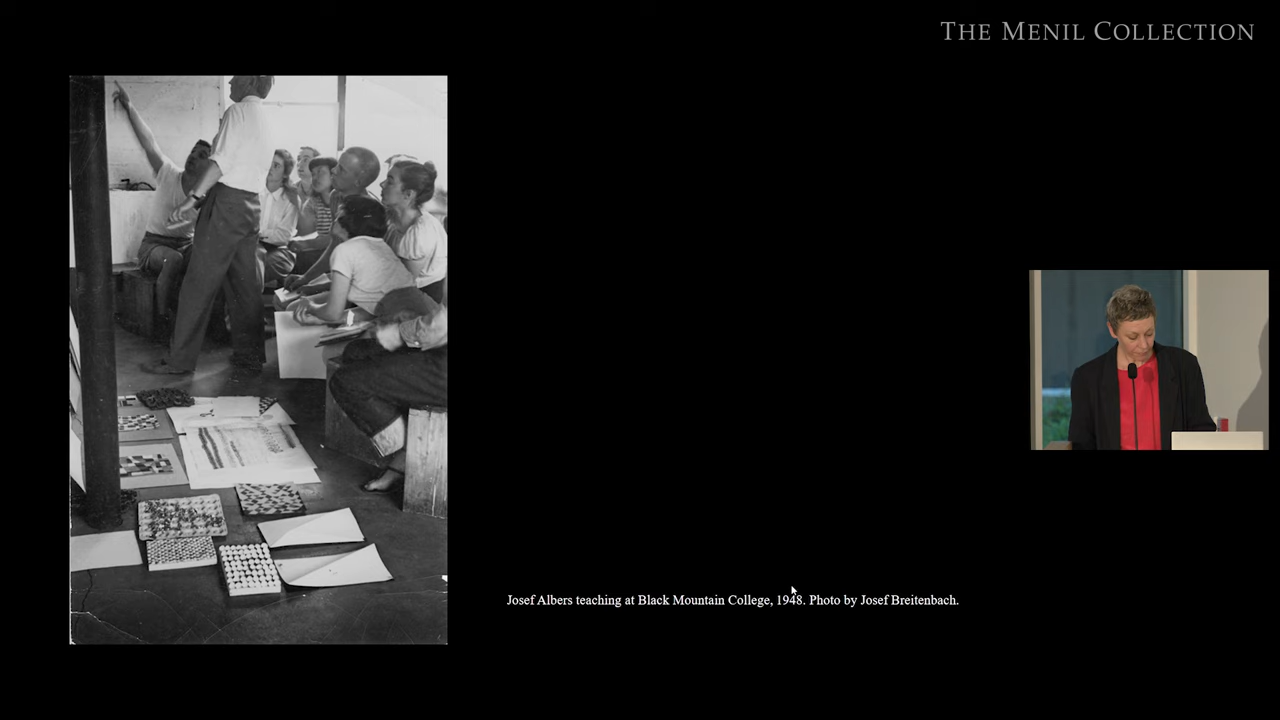 THE MENIL COLLECTION
Josef Albers teaching at Black Mountain College, 1948. Photo by Josef Breitenbach.